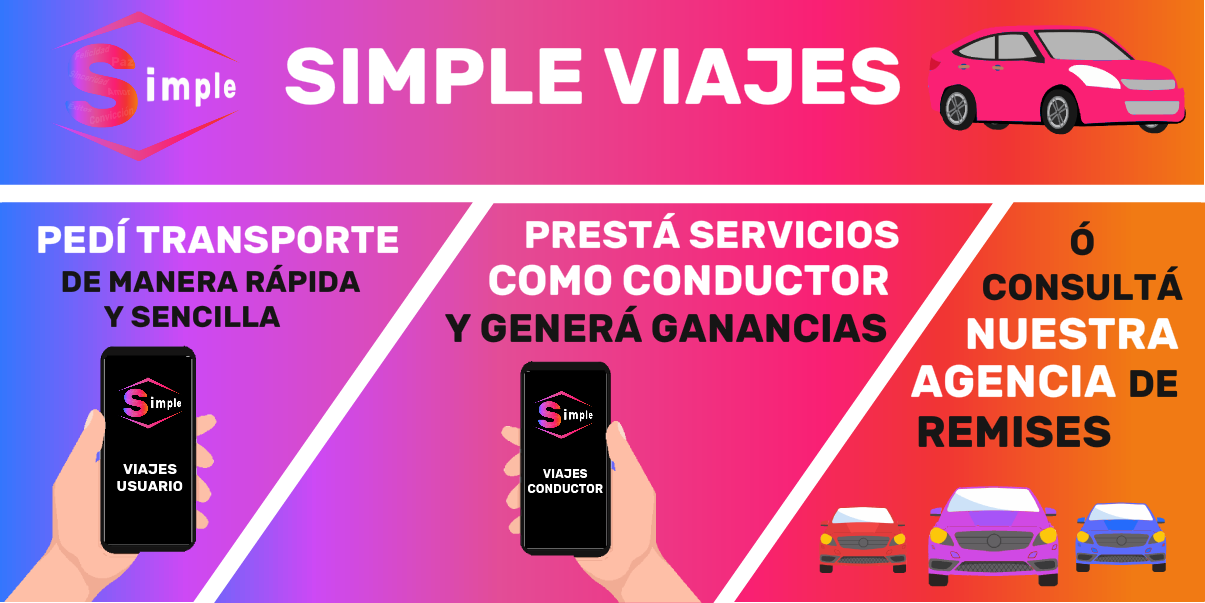 Simple
SIMPLE VIAJES
PEDÍ TRANSPORTE
DE MANERA RÁPIDA
Y SENCILLA
Simple
VIAJES
USUARIO
PRESTÁ SERVICIOS
COMO CONDUCTOR
Y GENERÁ GANANCIAS
Simple
VIAJES
CONDUCTOR
Ó
CONSULTÁ
NUESTRA
AGENCIA DE
REMISES